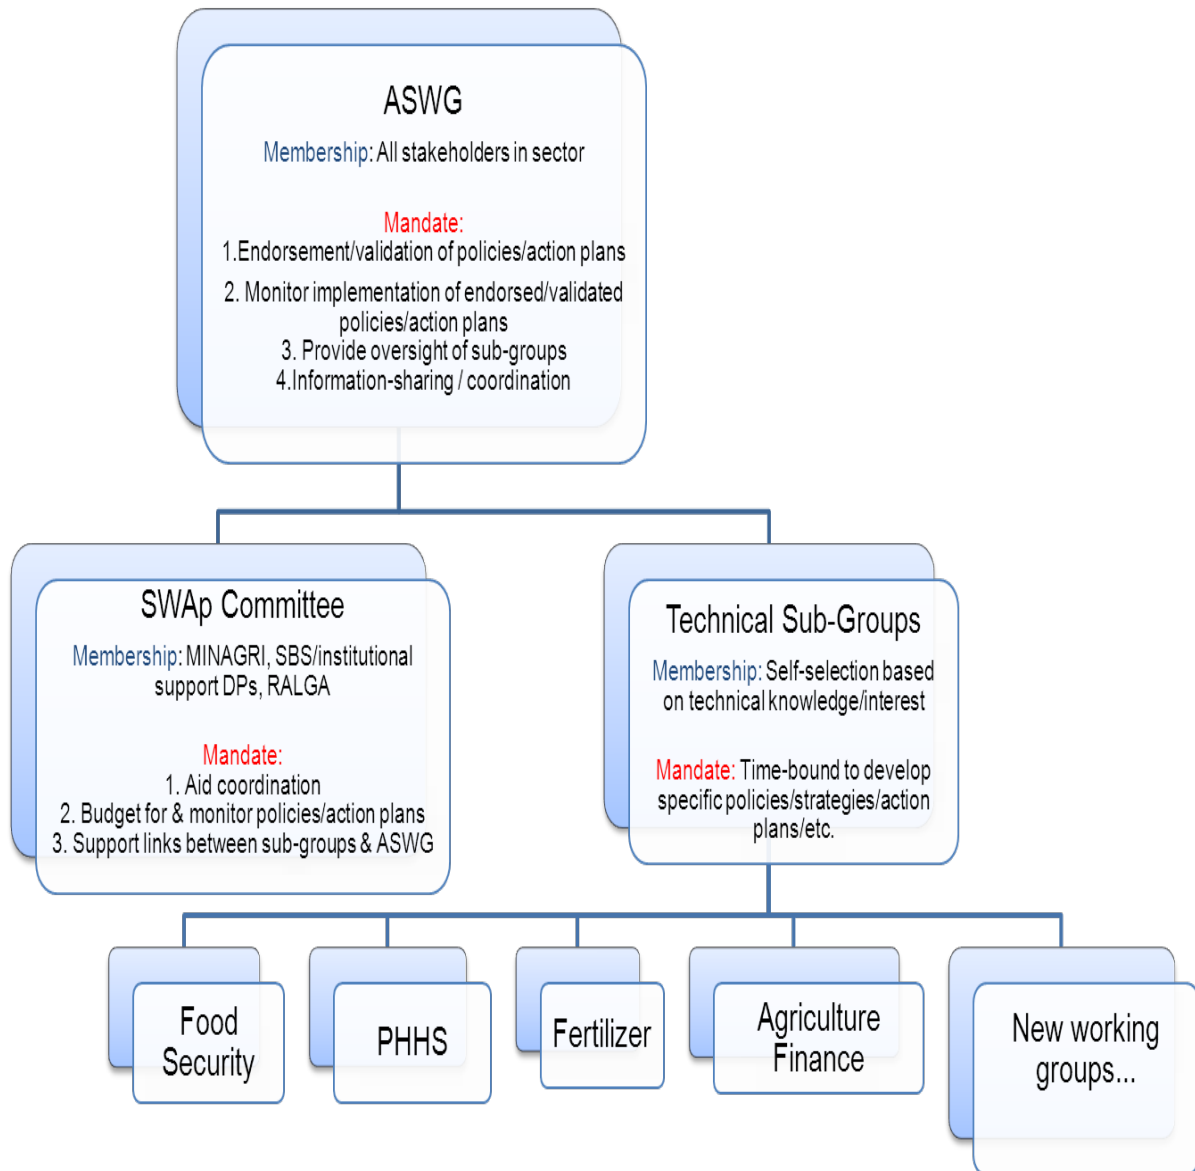 ASWG
Membership: All stakeholders in sector
Mandate:
1.Endorsement/validation of policies/action plans
2. Monitor implementation of endorsed/validated
policies/action plans
3. Provide oversight of sub-groups
4.Information-sharing / coordination
SWAp Committee
Membership: MINAGRI, SBS/institutional
support DPs, RALGA
Mandate:
1. Aid coordination
2. Budget for & monitor policies/action plans
3. Support links between sub-groups & ASWG
Technical Sub-Groups
Membership: Self-selection based
on technical knowledge/interest
Mandate: Time-bound to develop
specific policies/strategies/action
plans/etc.
Food
Security
PHHS
Fertilizer
Agriculture
Finance
New working
groups...